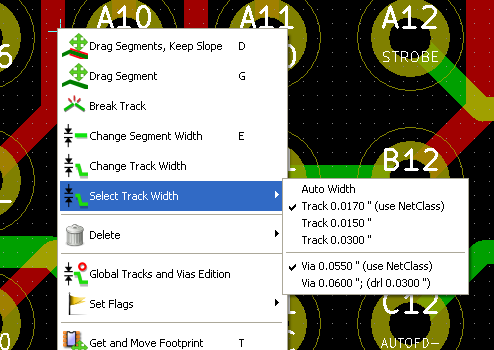 A10 A11 A12
STROBE
Drag Segments, Keep Slope D
Drag Segment G
Break Track
Change Segment Width E
Change Track Width
Select Track Width
Delete
Global Tracks and Vias Edition
Set Flags
Get and Move Footprint T
B12
Auto Width
Track 0.0170 " (use NetClass)
Track 0.0150 "
Track 0.0300 "
Via 0.0550 " (use NetClass)
Via 0.0600 "; (drl 0.0300 ")
C12
AUTOFD-